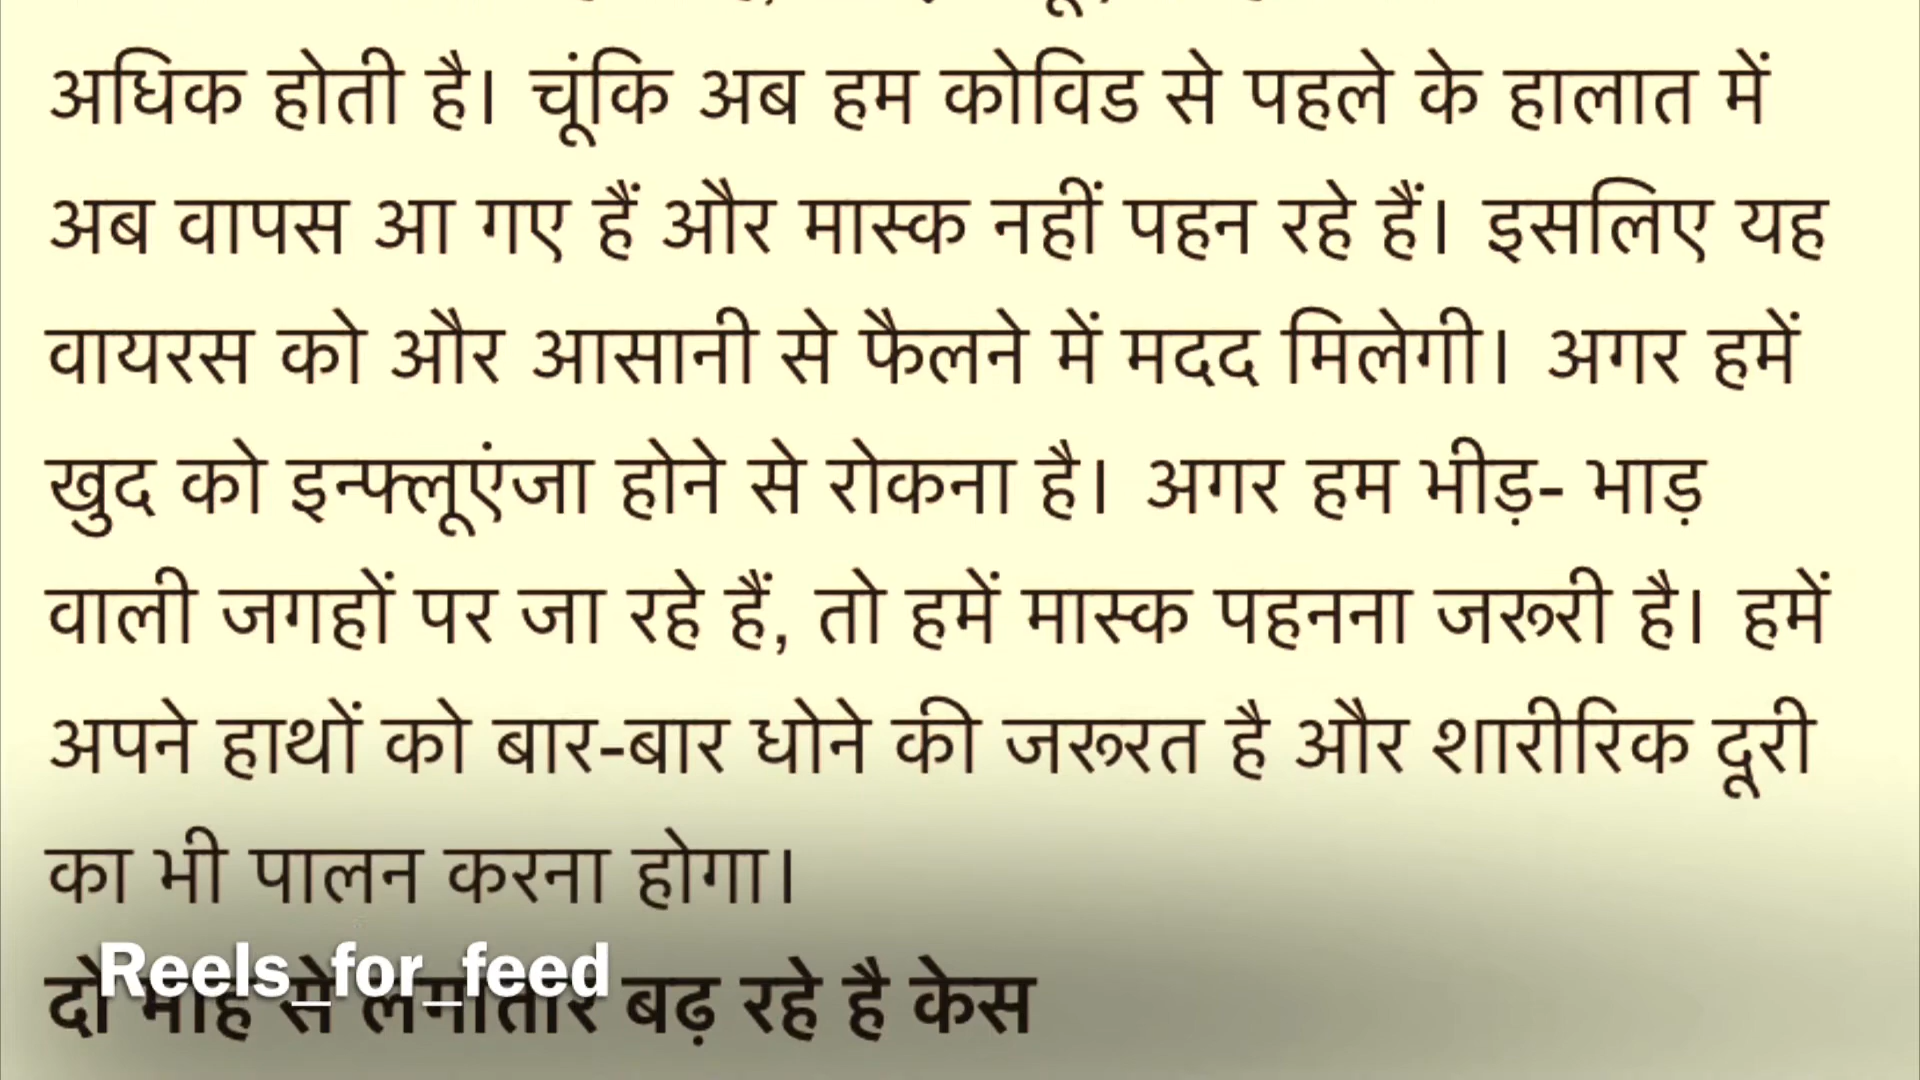 अधिक होती है। चूंकि अब हम कोविड से पहले के हालात में
अब वापस आ गए हैं और मास्क नहीं पहन रहे हैं। इसलिए यह
वायरस को और आसानी से फैलने में मदद मिलेगी। अगर हमें
खुद को इन्फ्लूएंजा होने से रोकना है। अगर हम भीड़- भाड़
वाली जगहों पर जा रहे हैं, तो हमें मास्क पहनना जरूरी है। हमें
अपने हाथों को बार-बार धोने की जरूरत है और शारीरिक दूरी
का भी पालन करना होगा।
Reels_for_feed
दो माह से लगातार बढ़ रहे है केस